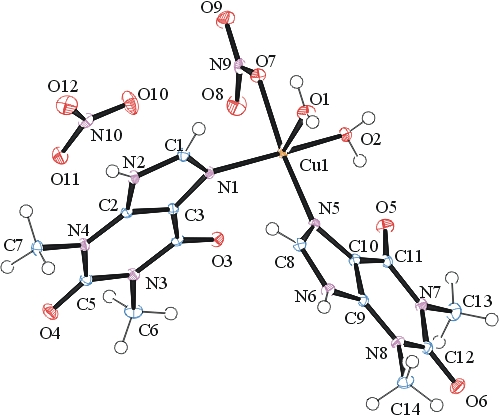 O9
N9 O7
O12 O10 O8 O1
N10 O2
C1
O11 N2 Cu1
N1
N4 C2 C3 N5 O5
C7 O3 C10 C11
C5 N3 C8
N6 N7 C13
O4 C6 C9
N8 C12
C14 O6